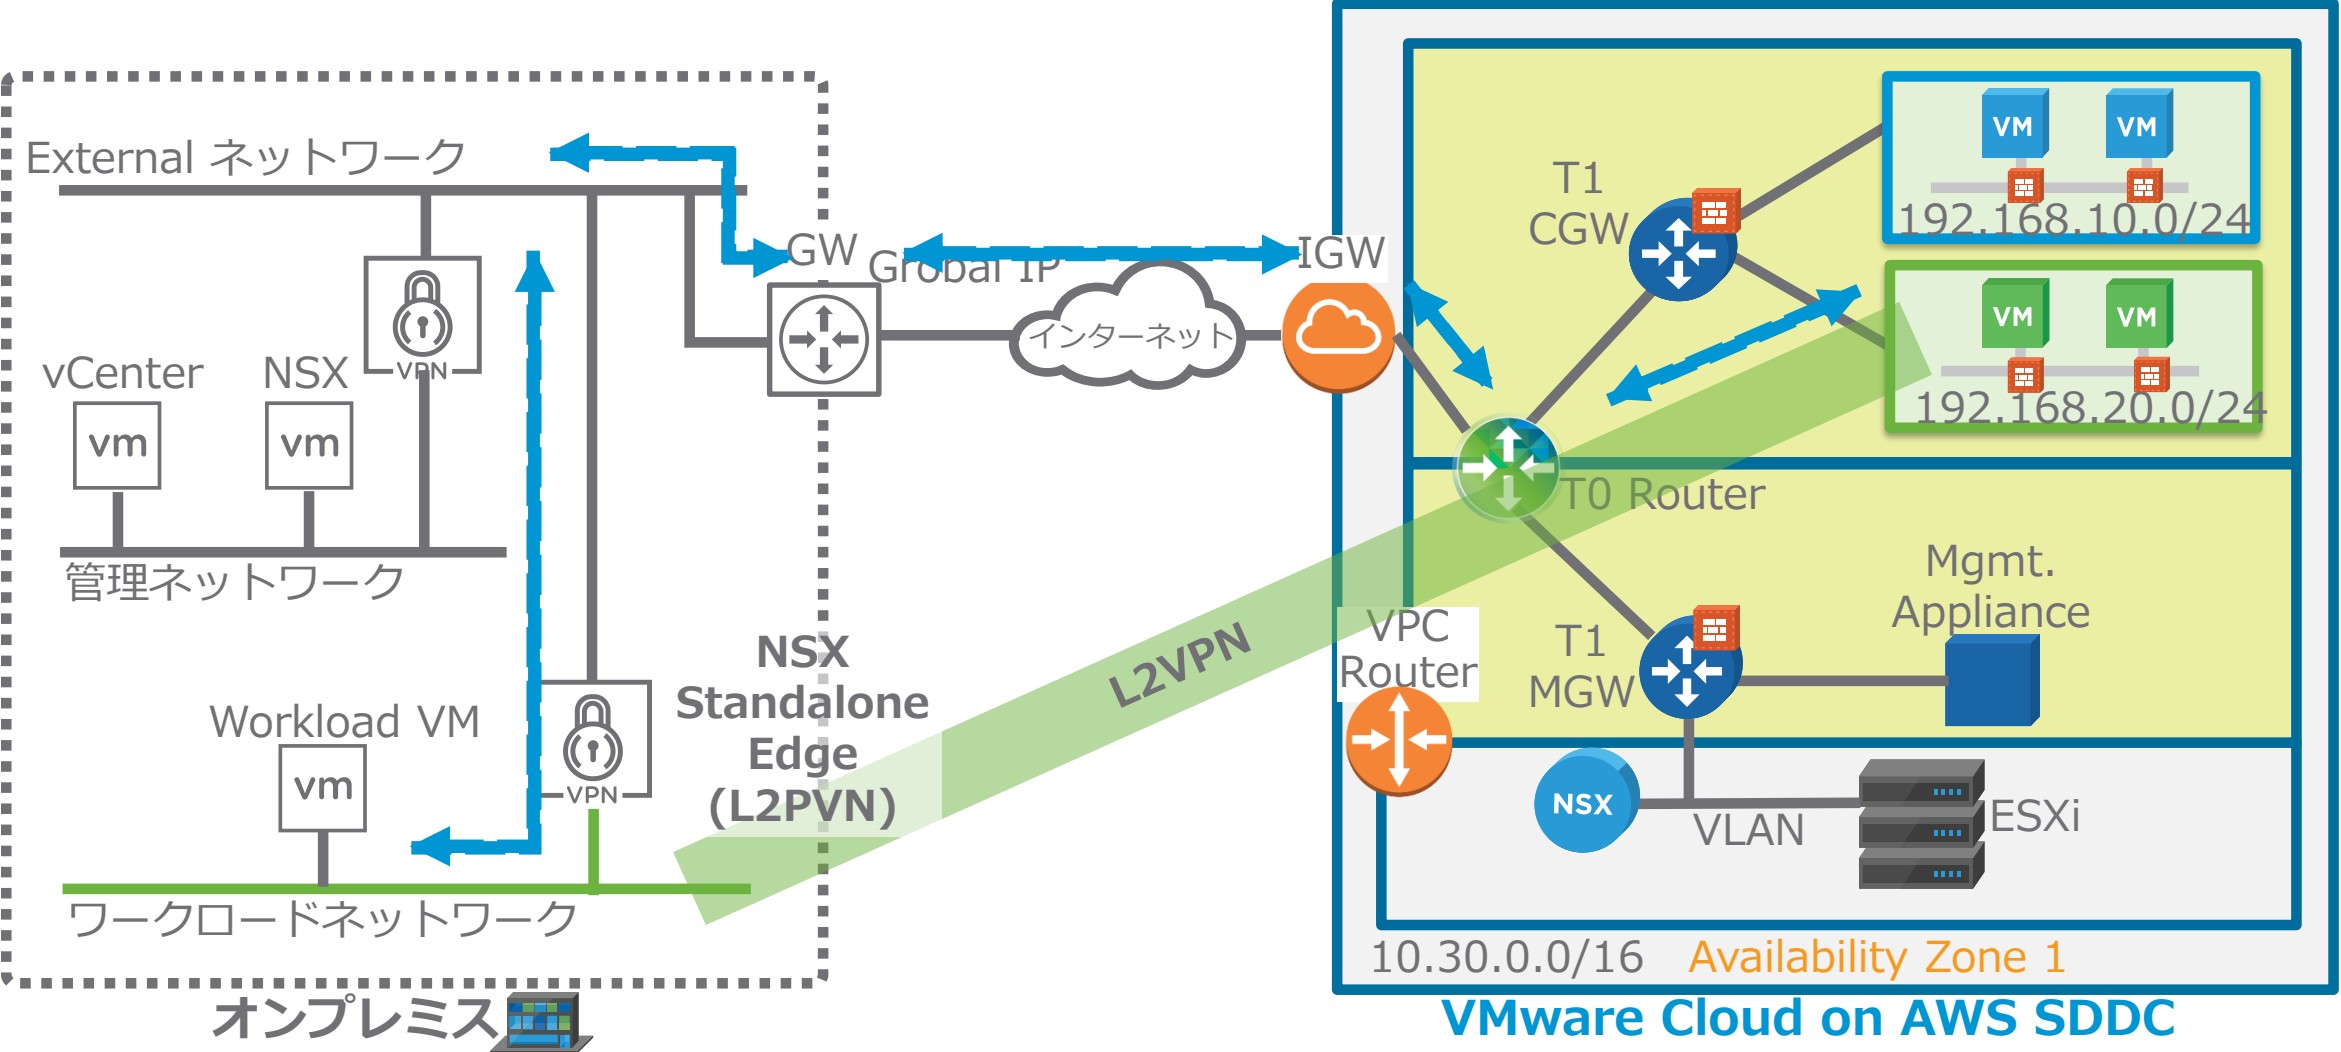 External ネットワーク
GW
Grobal IP
IGW
インターネット
VPN
vCenter
NSX
vm
vm
管理ネットワーク
Workload VM
vm
VPN
NSX
Standalone
Edge
(L2PVN)
ワークロードネットワーク
オンプレミス
L2VPN
T1
CGW
VM
VM
192.168.10.0/24
VM
VM
192.168.20.0/24
T0 Router
VPC
Router
T1
MGW
Mgmt.
Appliance
NSX
VLAN
ESXi
10.30.0.0/16
Availability Zone 1
VMware Cloud on AWS SDDC